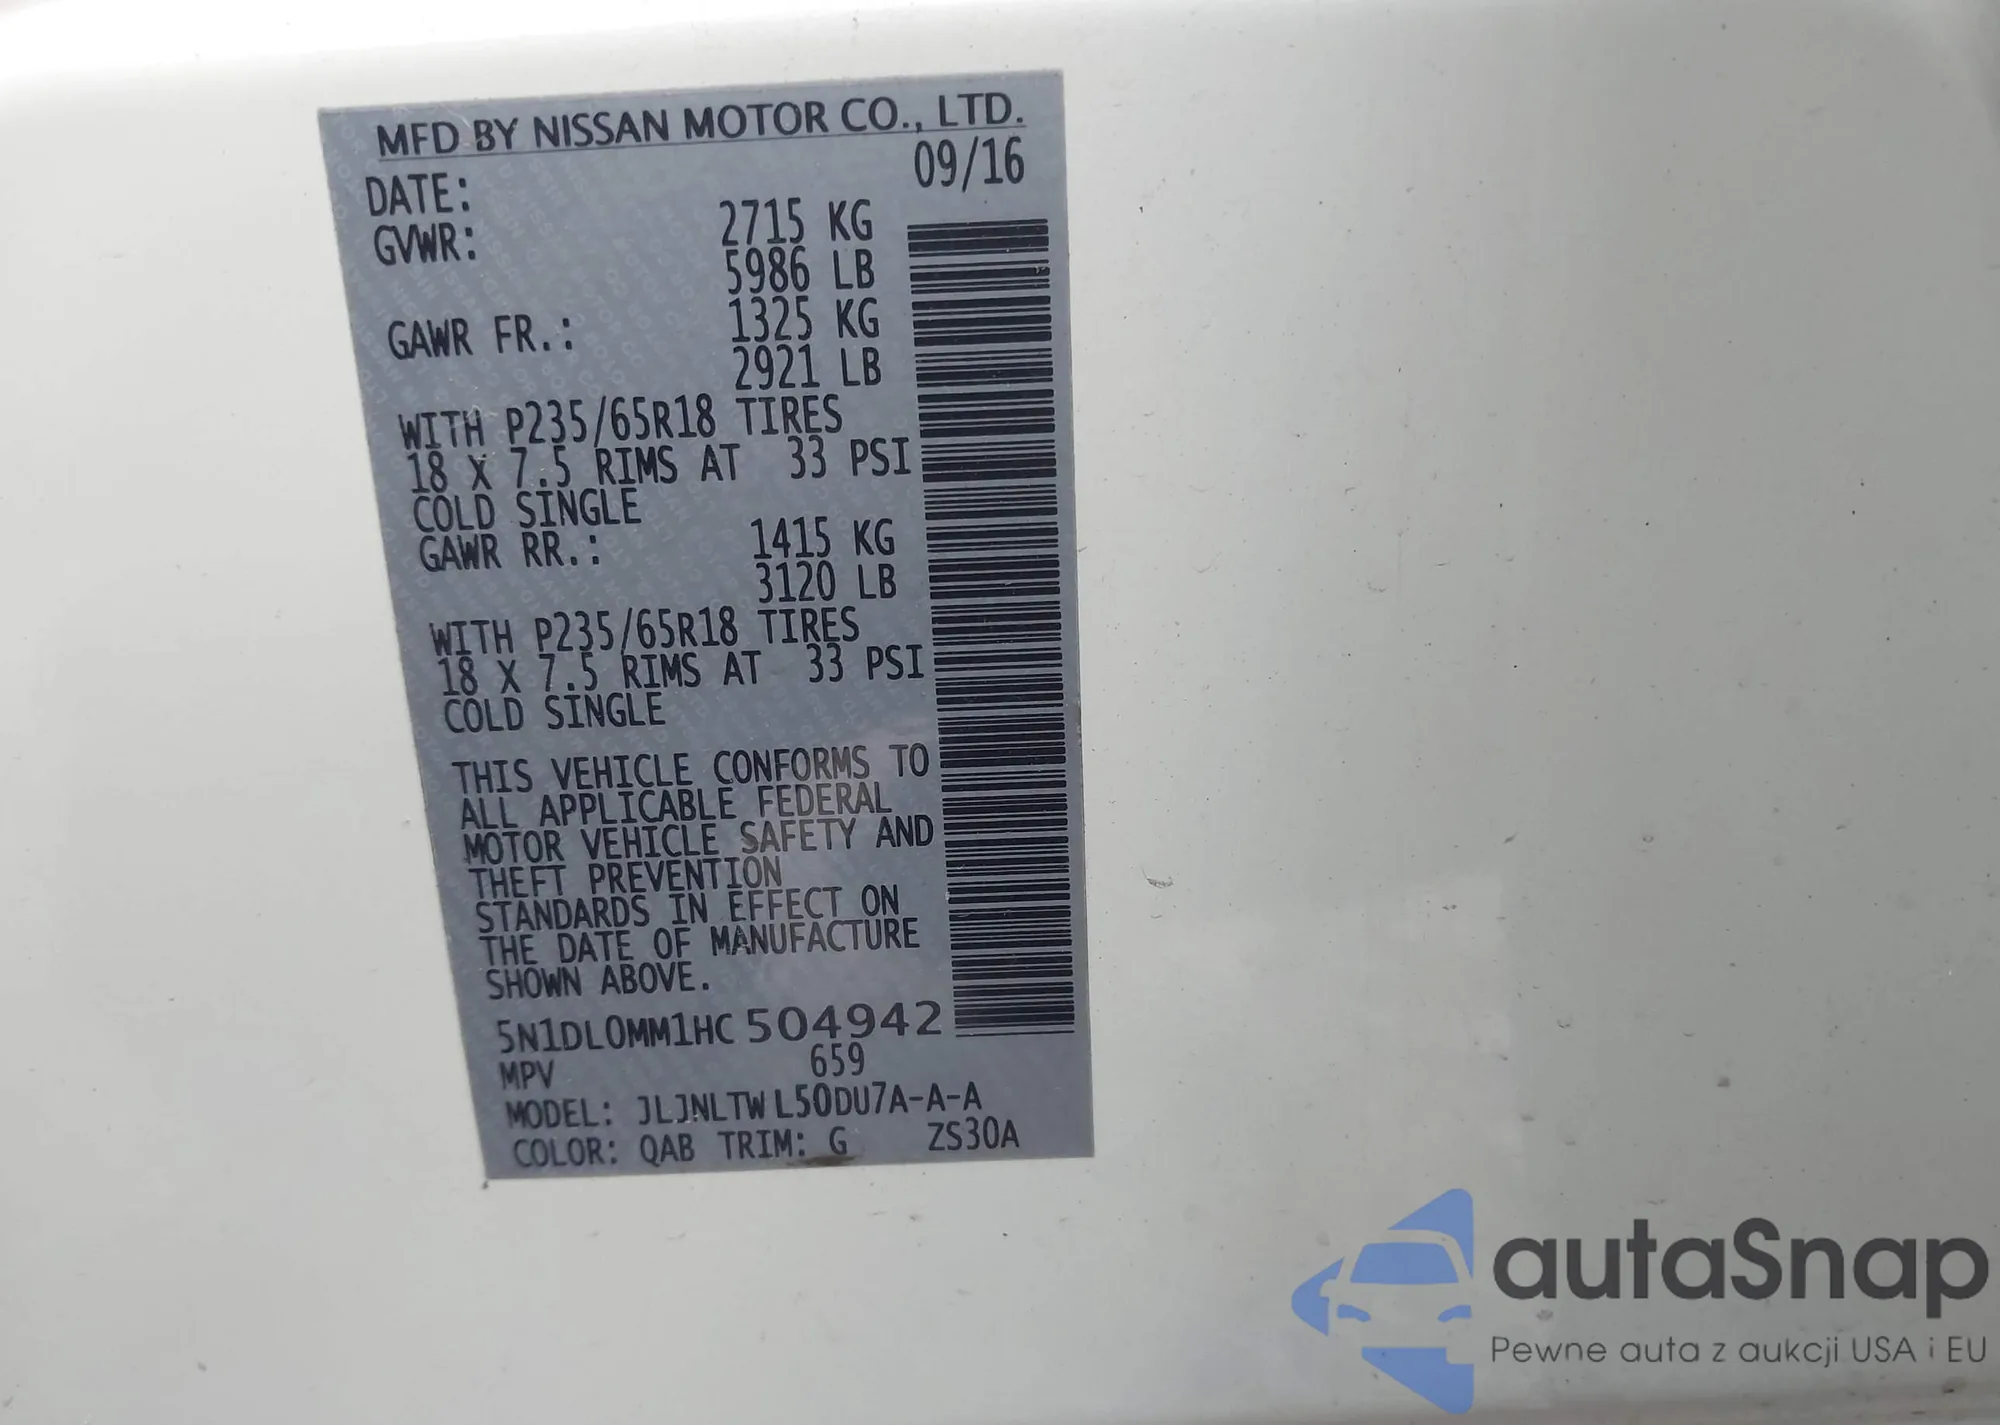 MFD BY NISSAN MOTOR CO., LTD.
DATE: 09/16
GVWR: 2715 KG
5986 LB
GAWR FR.: 1325 KG
2921 LB
WITH P235/65R18 TIRES
18 X 7.5 RIMS AT 33 PSI
COLD SINGLE
GAWR RR.: 1415 KG
3120 LB
WITH P235/65R18 TIRES
18 X 7.5 RIMS AT 33 PSI
COLD SINGLE
THIS VEHICLE CONFORMS TO
ALL APPLICABLE FEDERAL
MOTOR VEHICLE SAFETY AND
THEFT PREVENTION
STANDARDS IN EFFECT ON
THE DATE OF MANUFACTURE
SHOWN ABOVE.
5N1DL0MM1HC504942
MPV 659
MODEL: JLJNLTWL50DU7A-A-A
COLOR: QAB TRIM: G ZS30A
autaSnap
Pewne auta z aukcji USA i EU